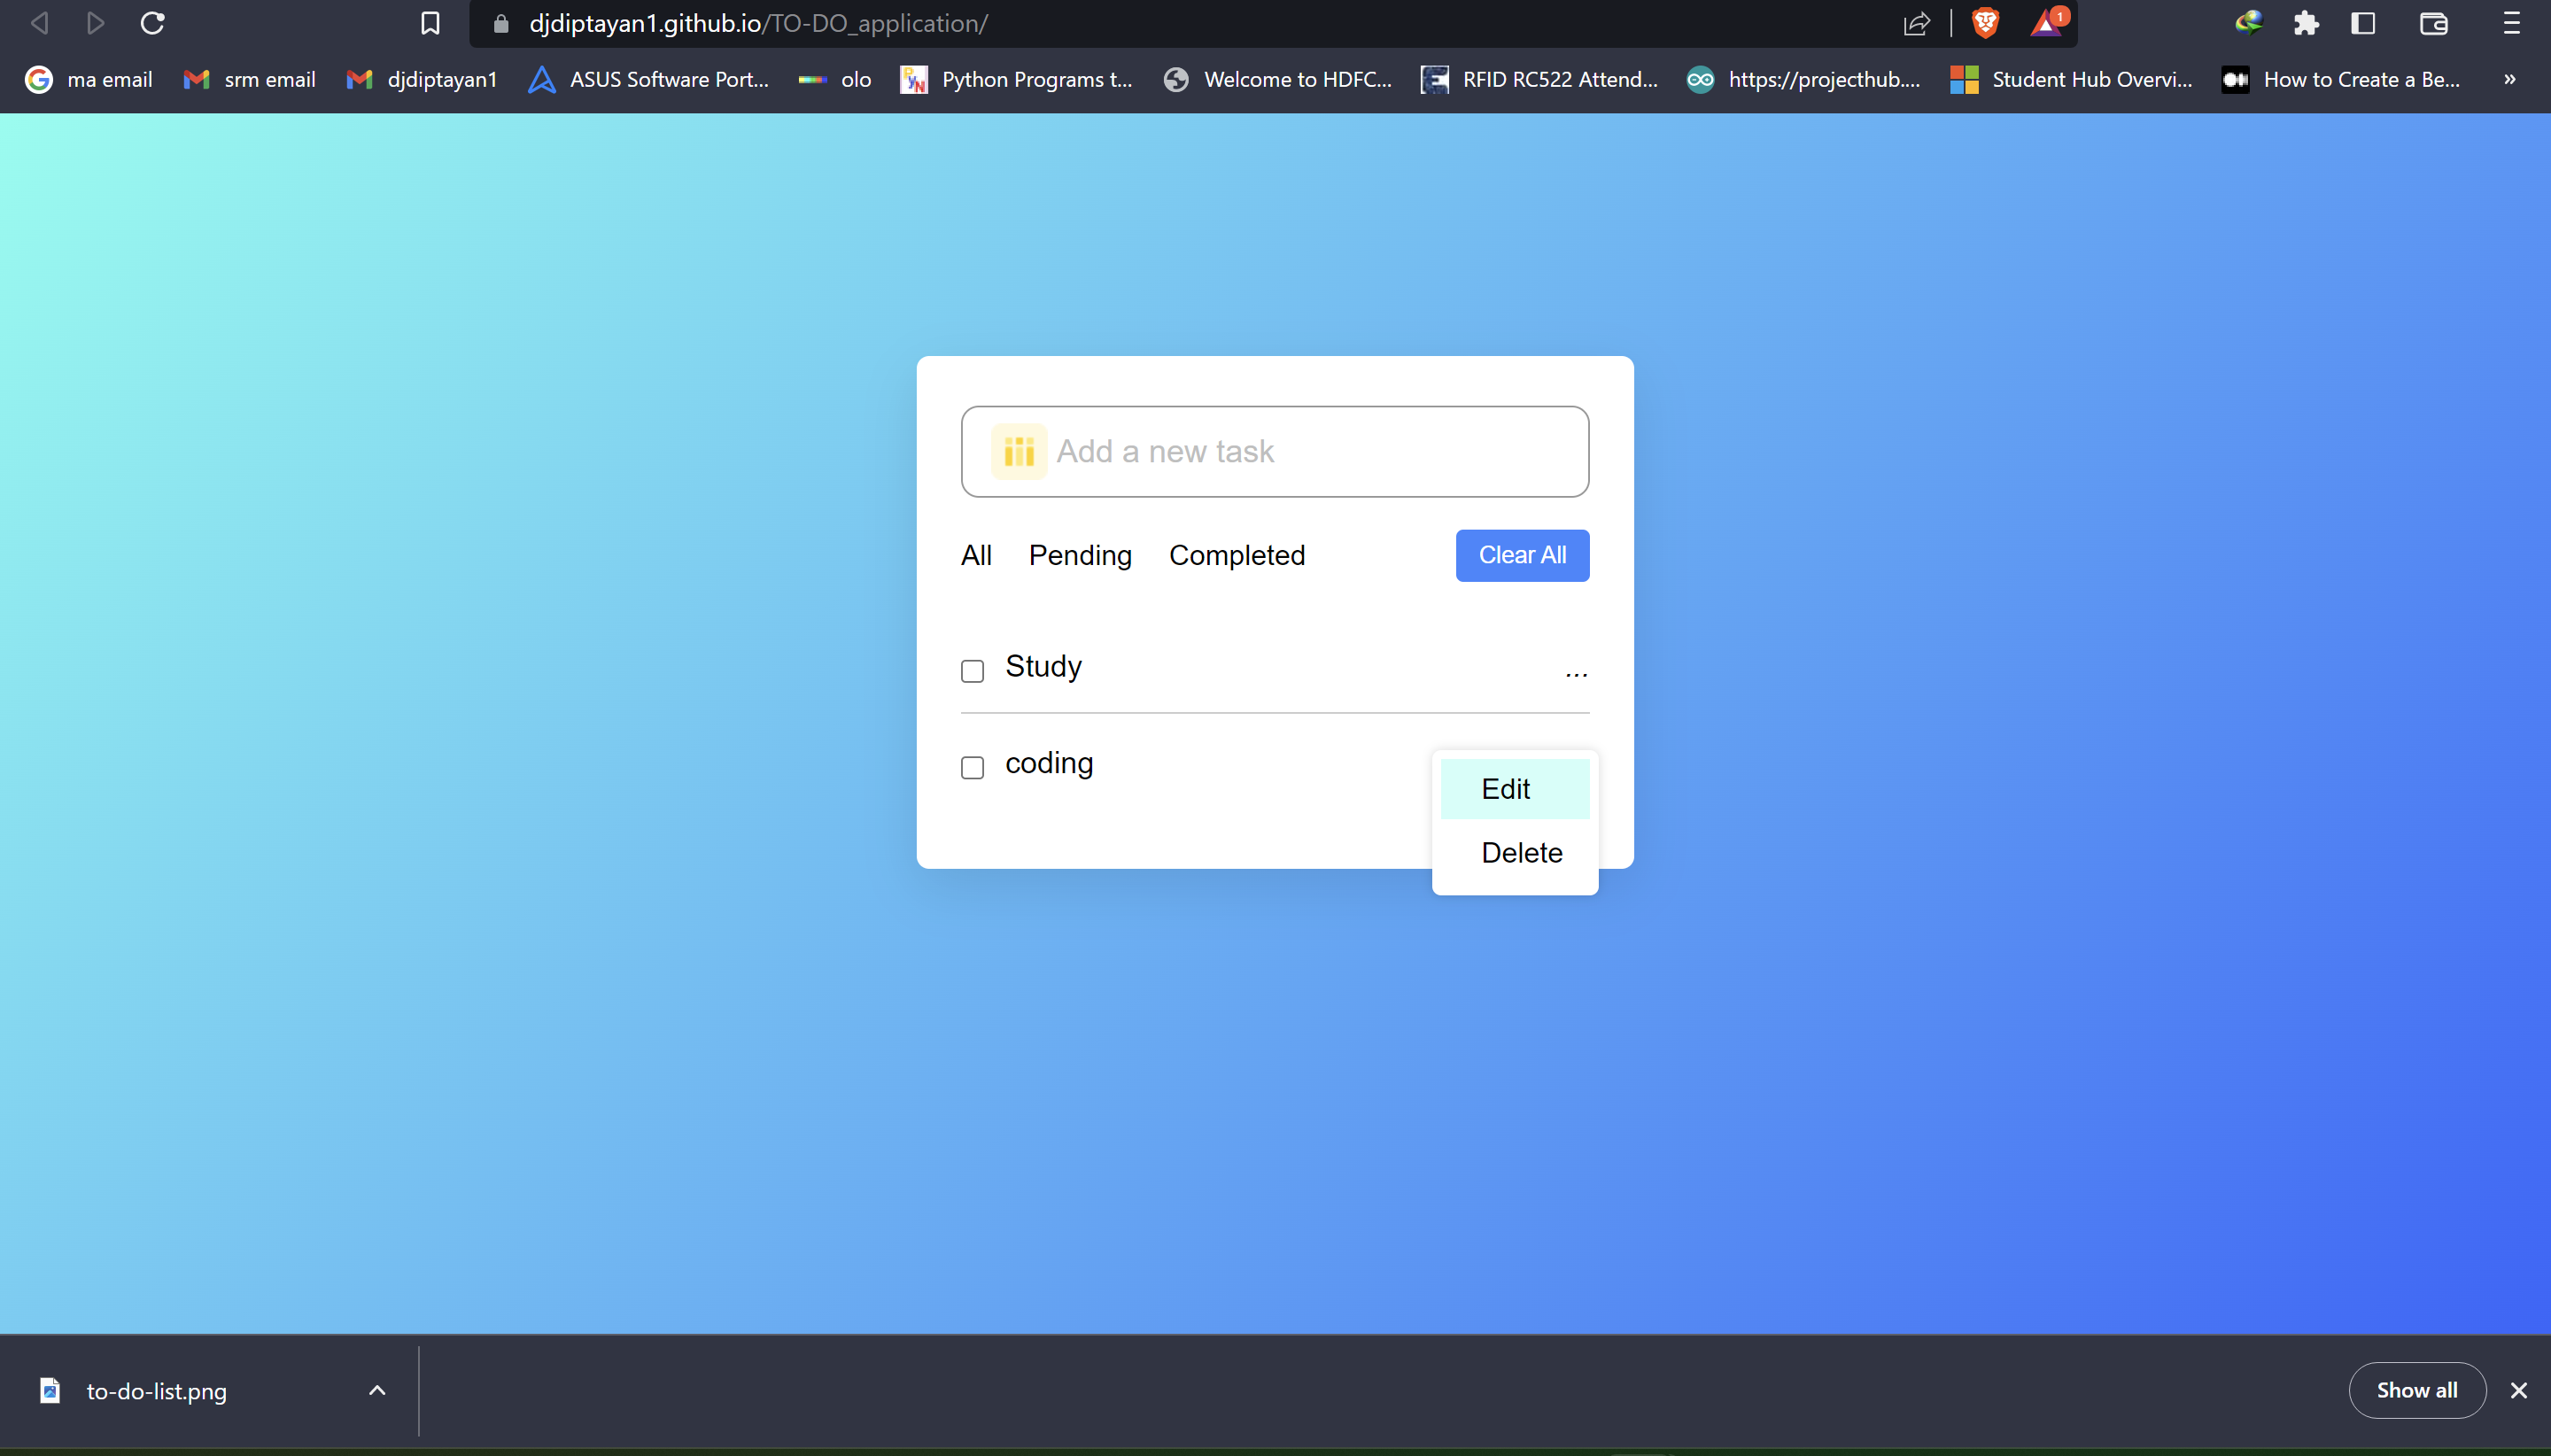 djdiptayan1.github.io/TO-DO_application/
1
ma email
srm email
djdiptayan1
ASUS Software Port...
olo
Python Programs t...
Welcome to HDFC...
RFID RC522 Attend...
https://projecthub....
Student Hub Overvi...
How to Create a Be...
»
Add a new task
All Pending Completed Clear All
Study ...
coding
Edit
Delete
to-do-list.png
Show all